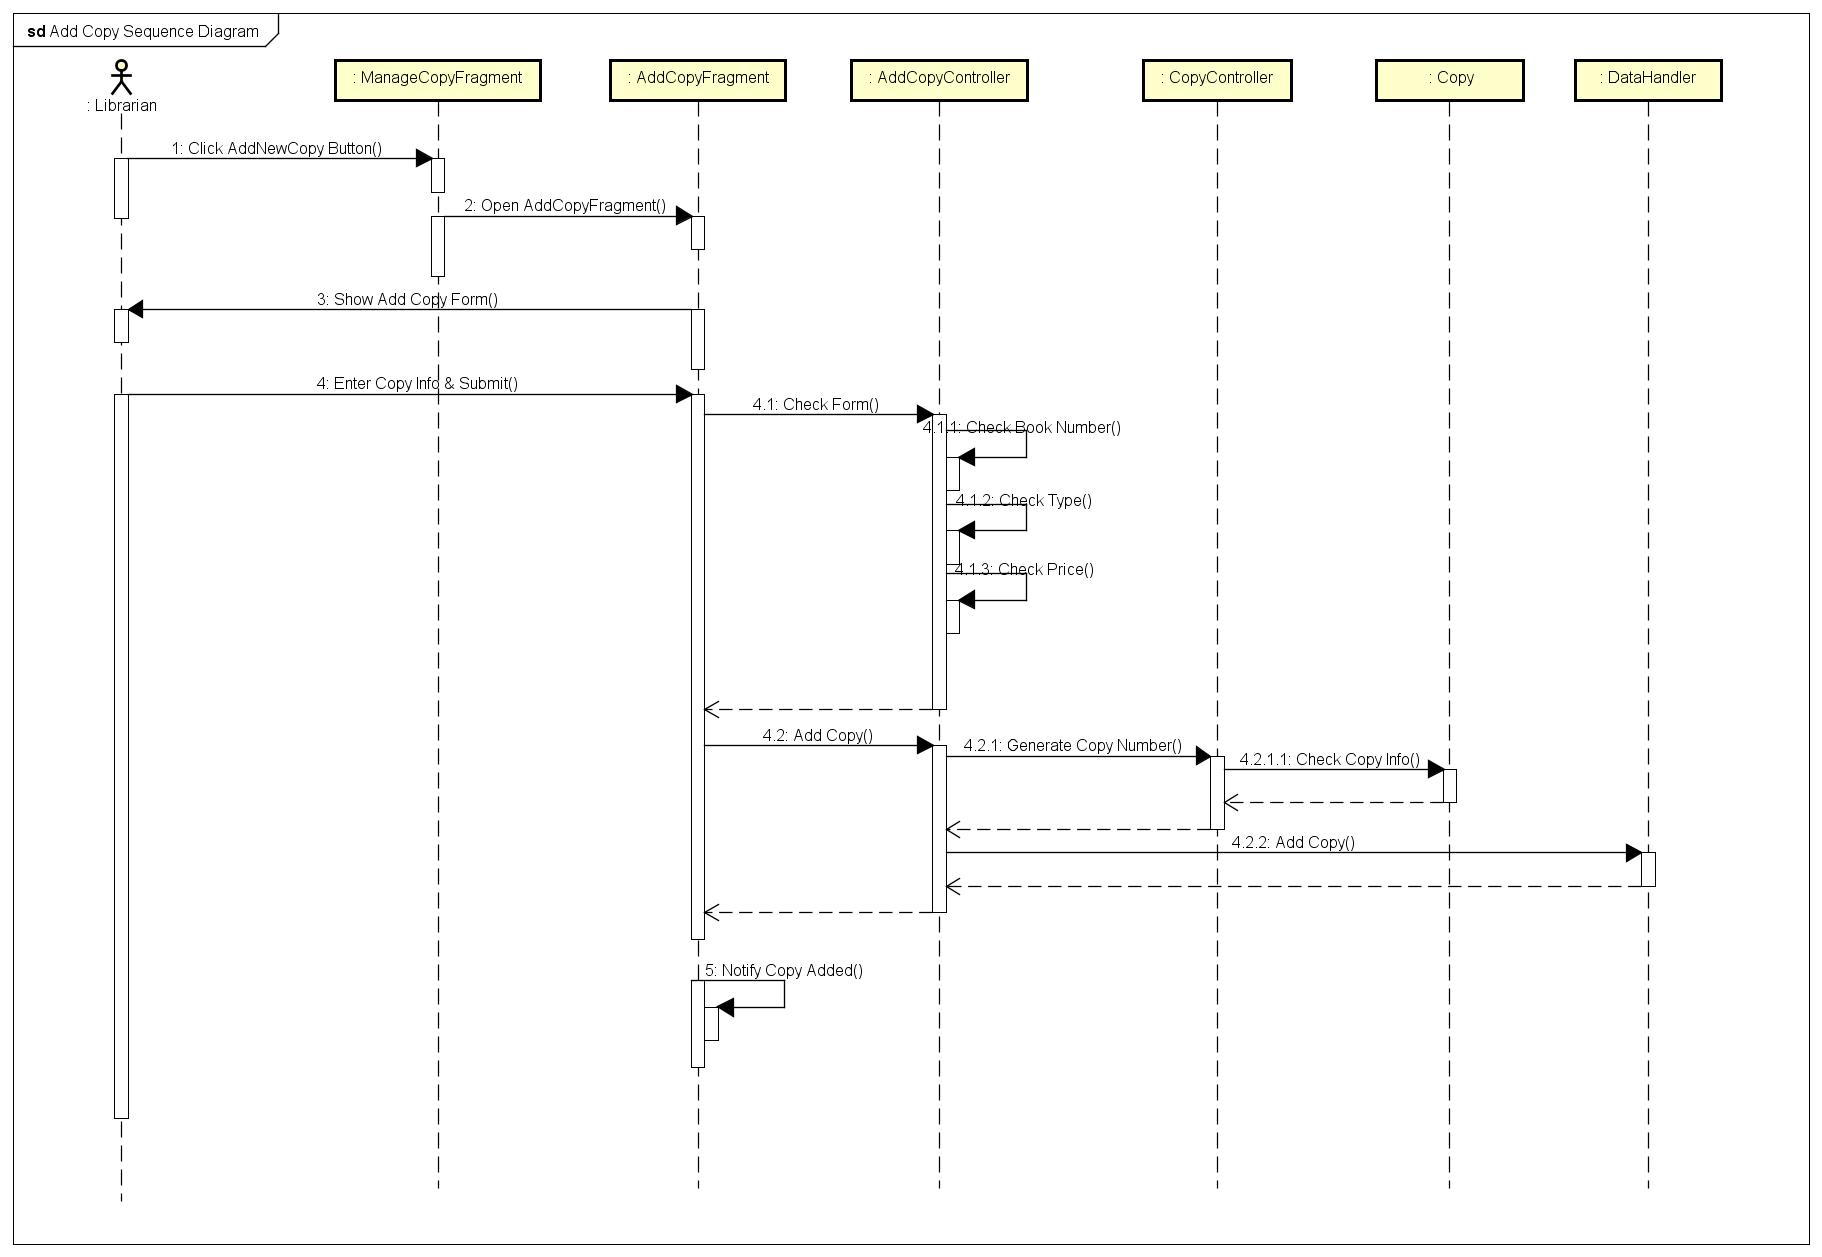 sd Add Copy Sequence Diagram
: Librarian
: ManageCopyFragment
: AddCopyFragment
: AddCopyController
: CopyController
: Copy
: DataHandler
1: Click AddNewCopy Button()
2: Open AddCopyFragment()
3: Show Add Copy Form()
4: Enter Copy Info & Submit()
4.1: Check Form()
4.1.1: Check Book Number()
4.1.2: Check Type()
4.1.3: Check Price()
4.2: Add Copy()
4.2.1: Generate Copy Number()
4.2.1.1: Check Copy Info()
4.2.2: Add Copy()
5: Notify Copy Added()